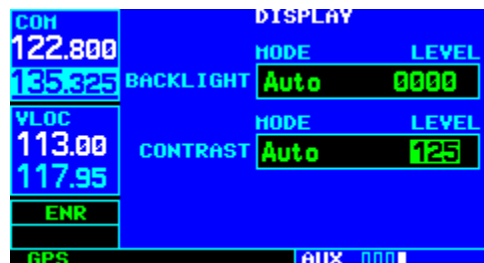 COM
122.800
135.325
VLOC
113.00
117.95
ENR
GPS
DISPLAY
MODE LEVEL
BACKLIGHT Auto 0000
MODE LEVEL
CONTRAST Auto 125
AUX